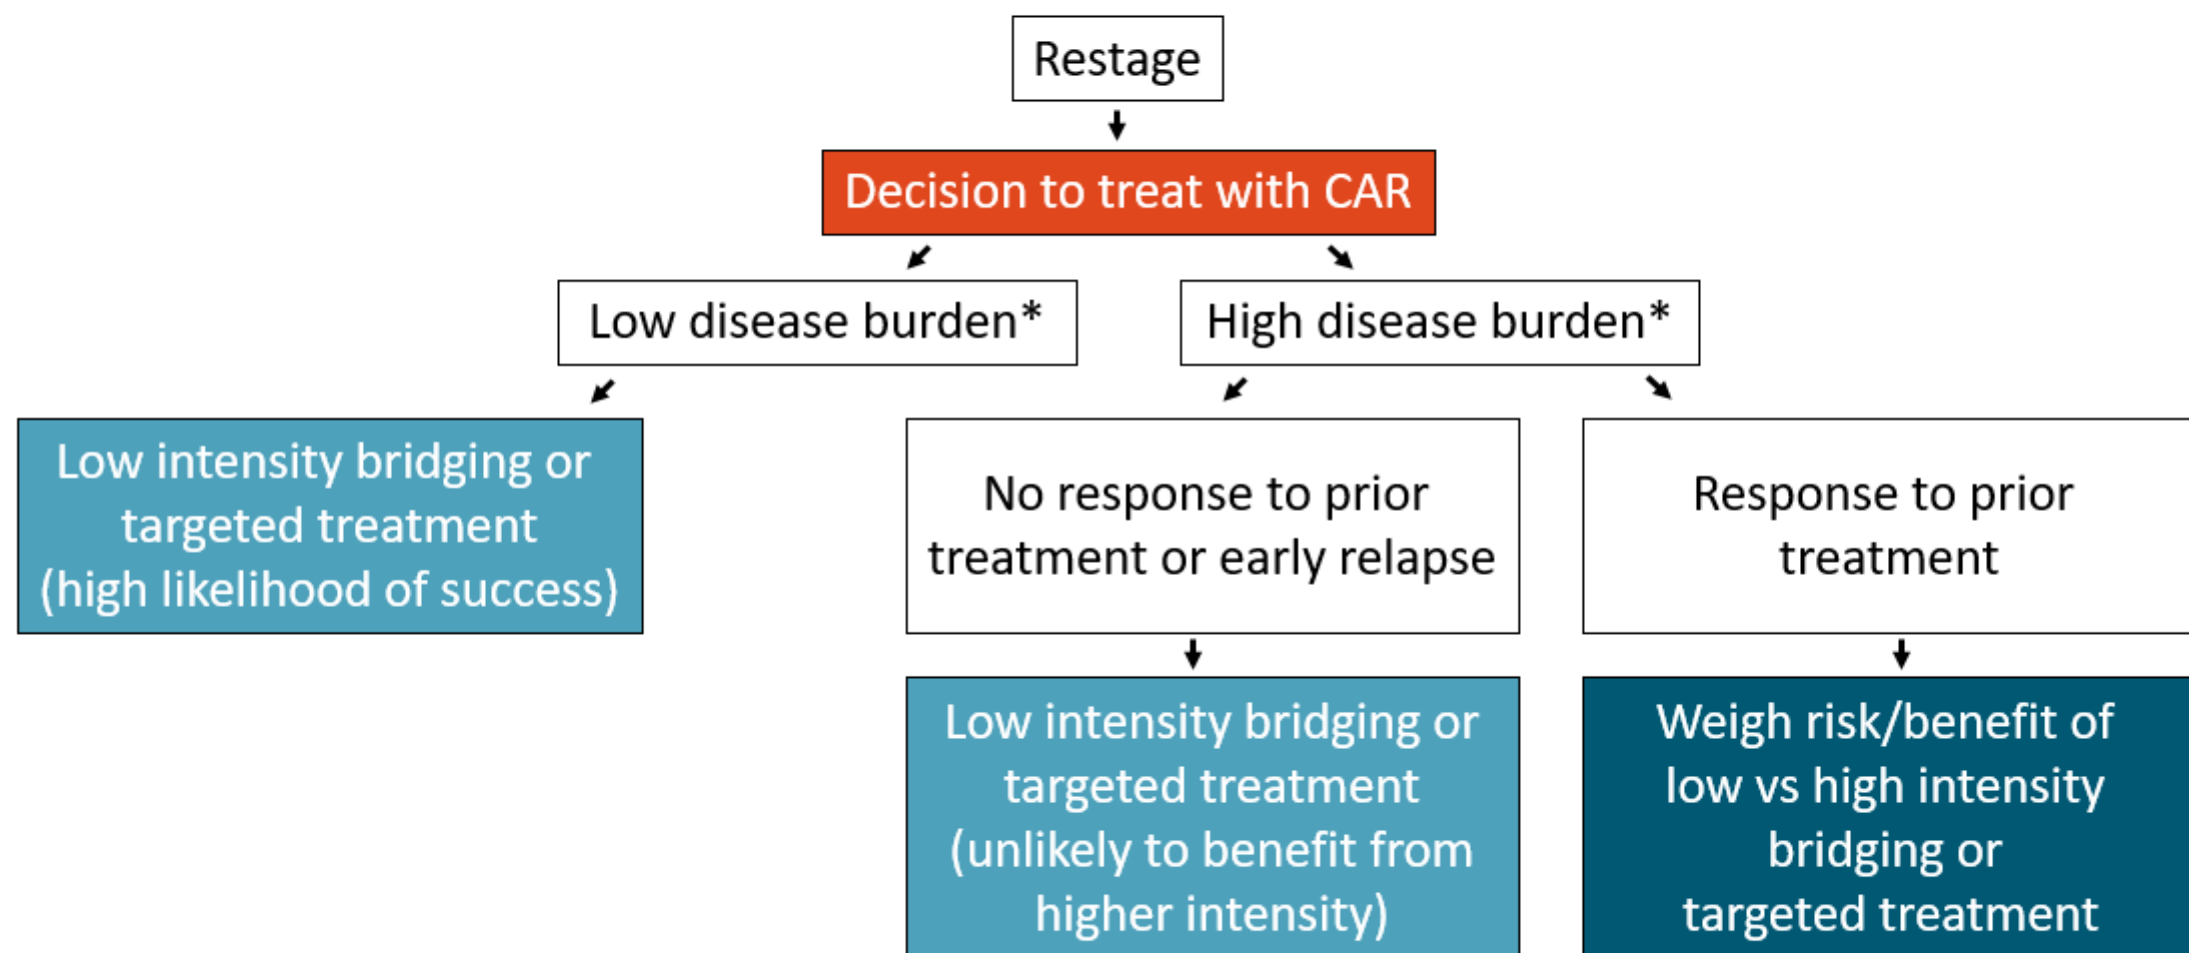 Restage
Decision to treat with CAR
Low disease burden*
High disease burden*
Low intensity bridging or
targeted treatment
(high likelihood of success)
No response to prior
treatment or early relapse
Response to prior
treatment
Low intensity bridging or
targeted treatment
(unlikely to benefit from
higher intensity)
Weigh risk/benefit of
low vs high intensity
bridging or
targeted treatment